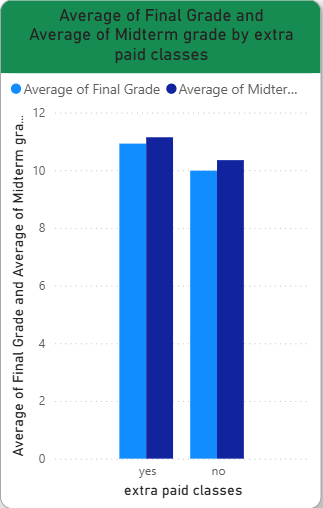 Average of Final Grade and
Average of Midterm grade by extra
paid classes
Average of Final Grade Average of Midter...
Average of Final Grade and Average of Midterm gra...
12
10
8
6
4
2
0
yes no
extra paid classes